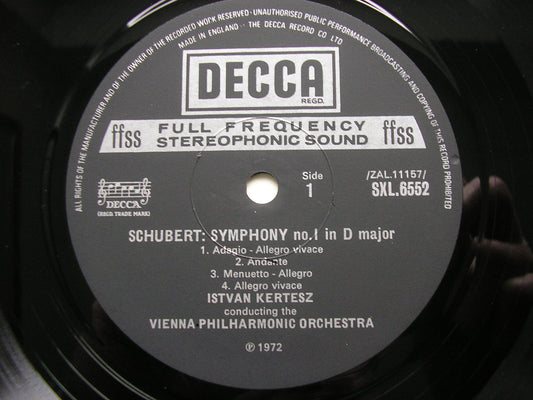 ALL RIGHTS OF THE MANUFACTURER AND OF THE OWNER OF THE RECORDED WORK RESERVED · UNAUTHORISED PUBLIC PERFORMANCE BROADCASTING AND COPYING OF THIS RECORD PROHIBITED
MADE IN ENGLAND · THE DECCA RECORD CO LTD
DECCA
REGD.
ffss FULL FREQUENCY ffss
STEREOPHONIC SOUND
Side
1
/ZAL.11157/
SXL.6552
DECCA
(REGD. TRADE MARK)
SCHUBERT: SYMPHONY no.1 in D major
1. Adagio - Allegro vivace
2. Andante
3. Menuetto - Allegro
4. Allegro vivace
ISTVAN KERTESZ
conducting the
VIENNA PHILHARMONIC ORCHESTRA
℗ 1972